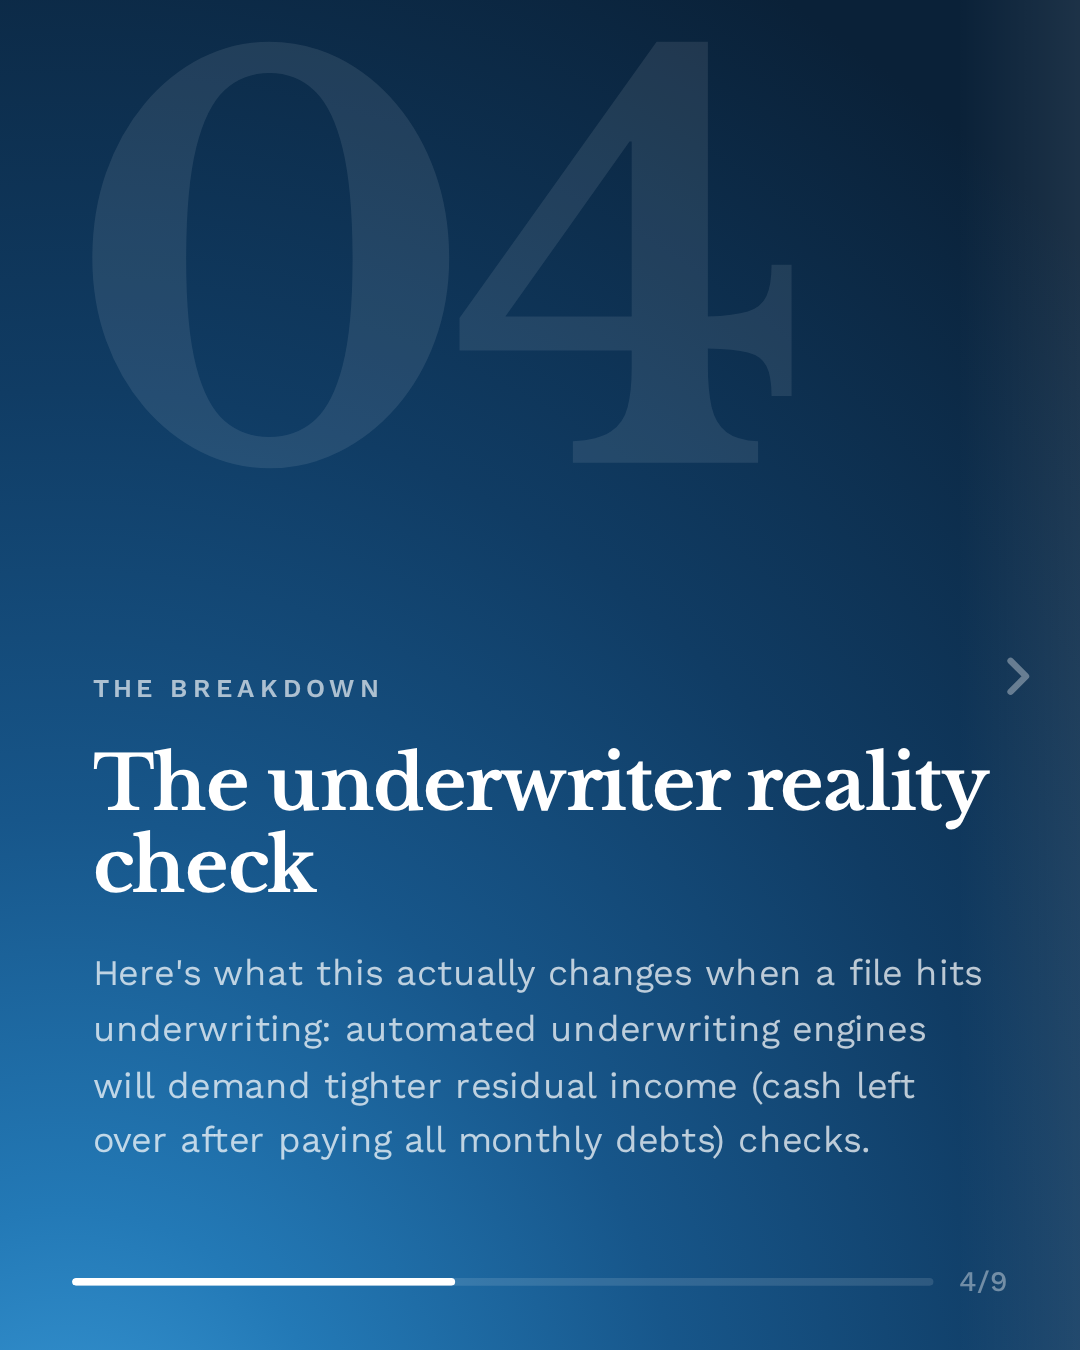 04
THE BREAKDOWN
The underwriter reality
check
Here's what this actually changes when a file hits
underwriting: automated underwriting engines
will demand tighter residual income (cash left
over after paying all monthly debts) checks.
4/9